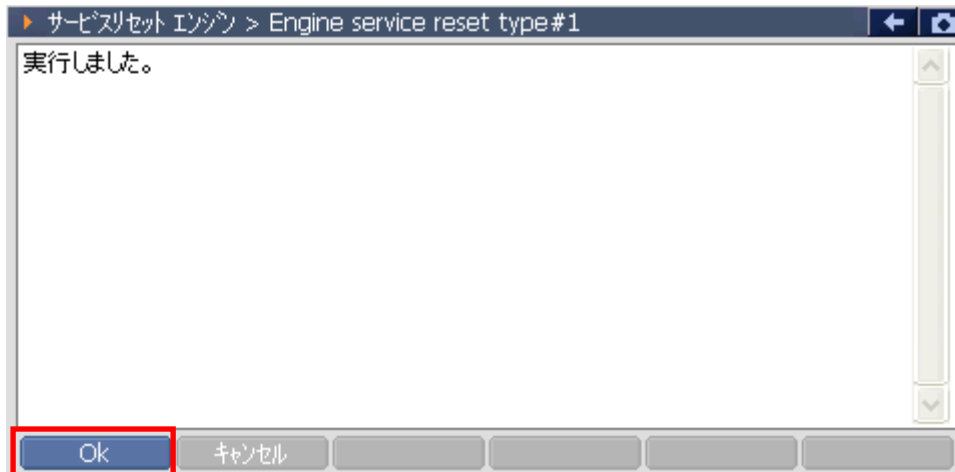 サービスリセット エンジン > Engine service reset type#1
実行しました。
Ok
キャンセル